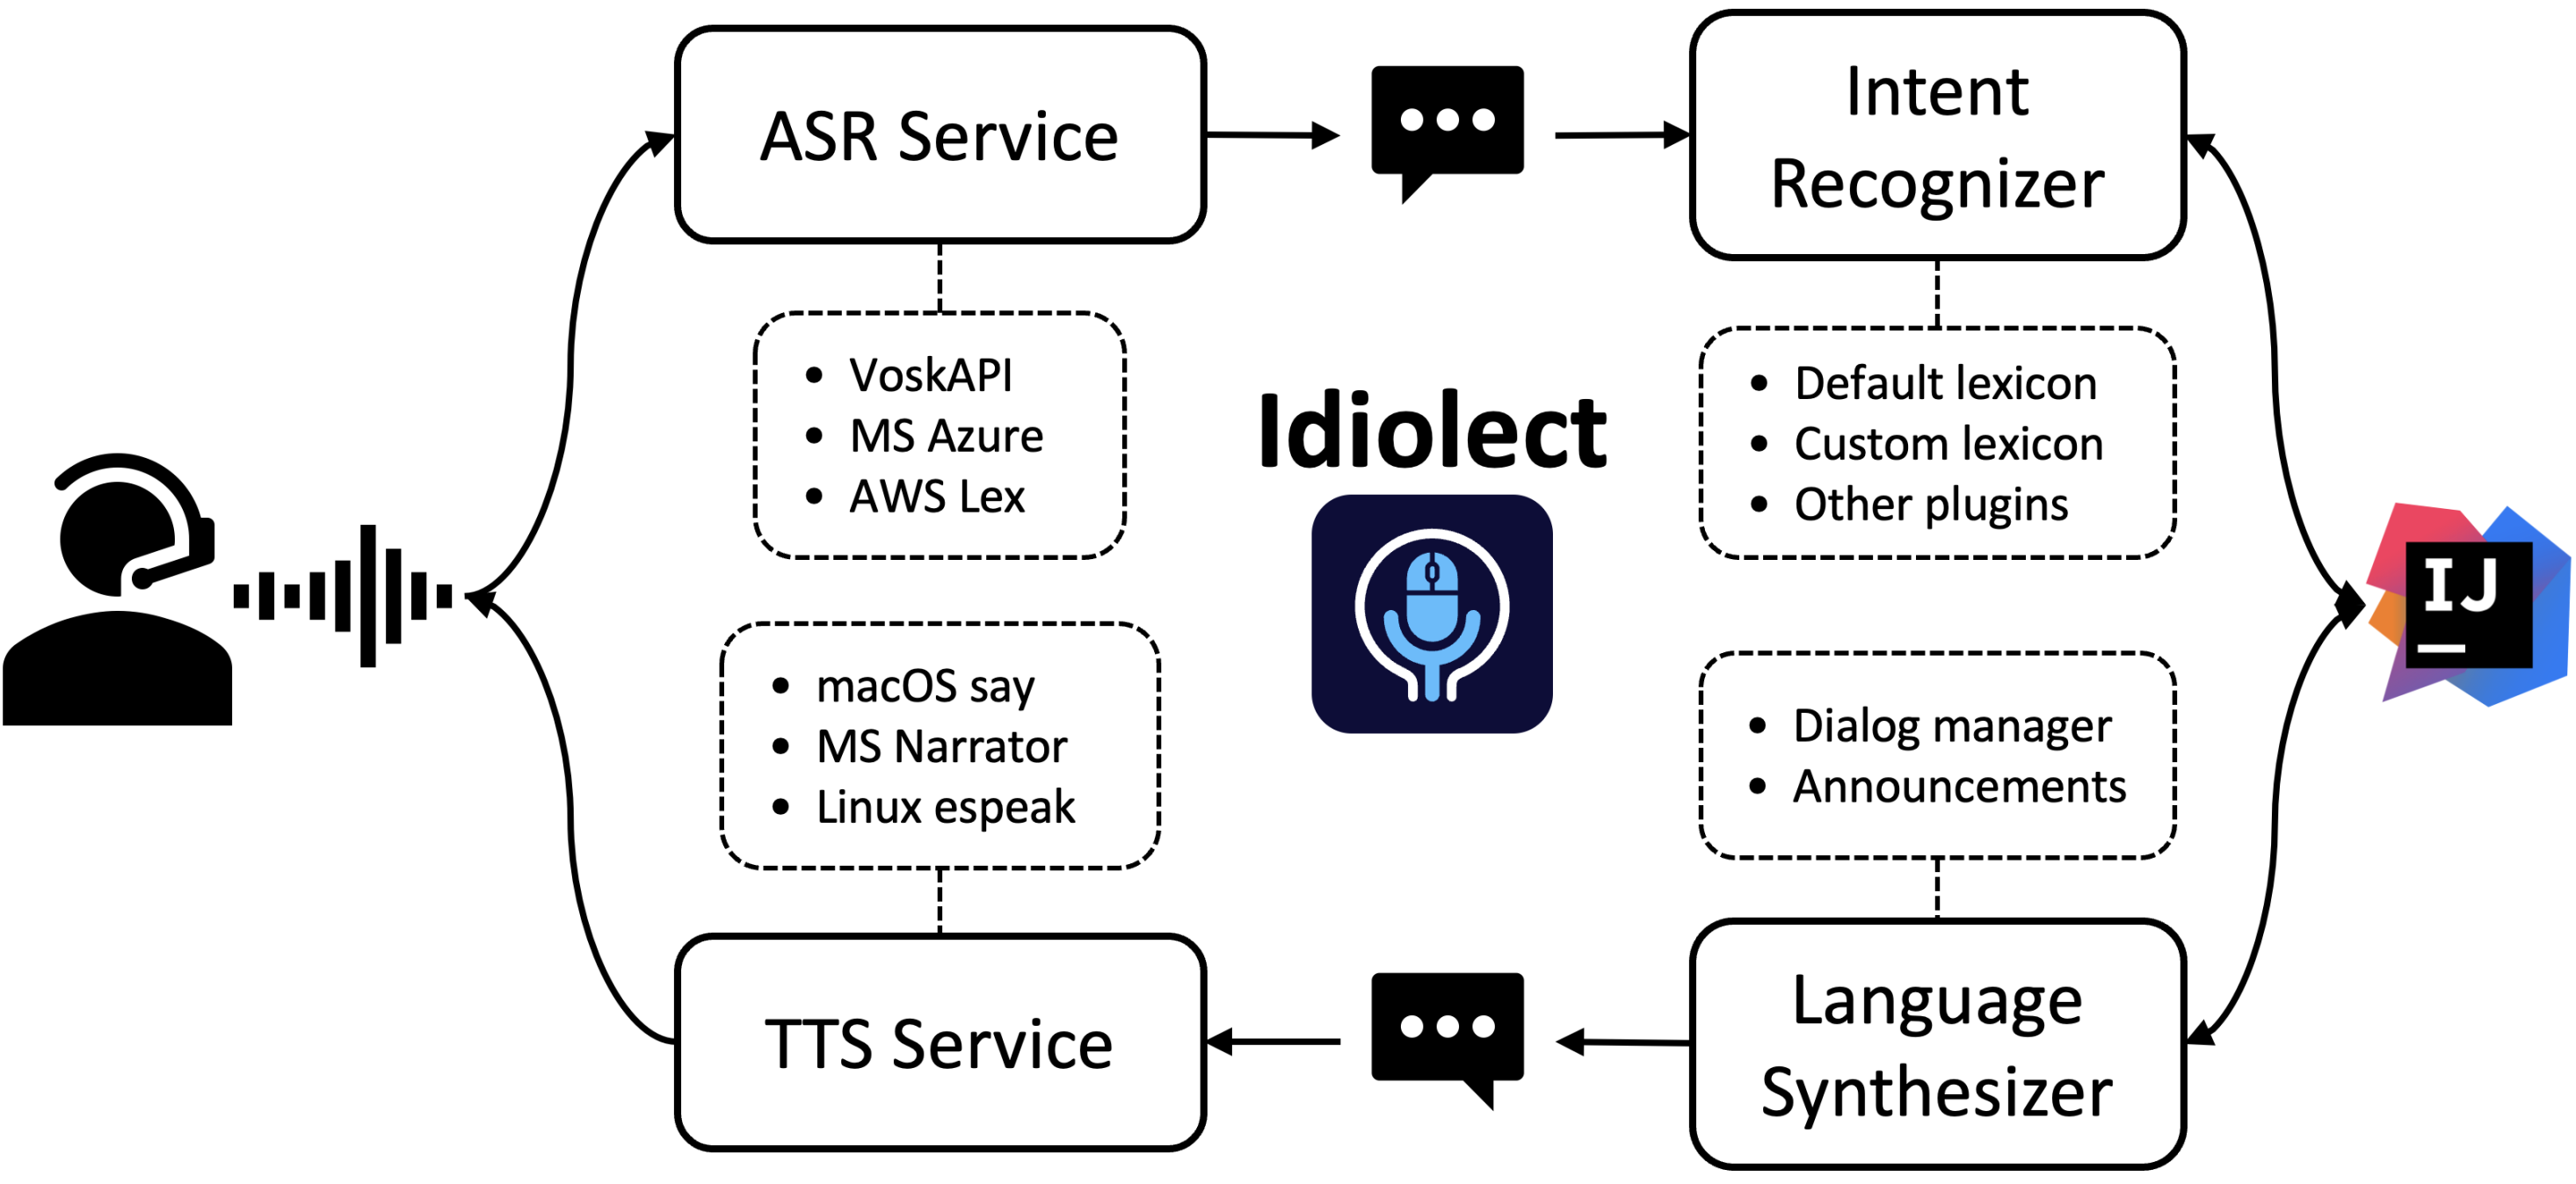 ASR Service
Intent
Recognizer
• VoskAPI
• MS Azure
• AWS Lex
Idiolect
• Default lexicon
• Custom lexicon
• Other plugins
IJ
• macOS say
• MS Narrator
• Linux espeak
• Dialog manager
• Announcements
TTS Service
Language
Synthesizer